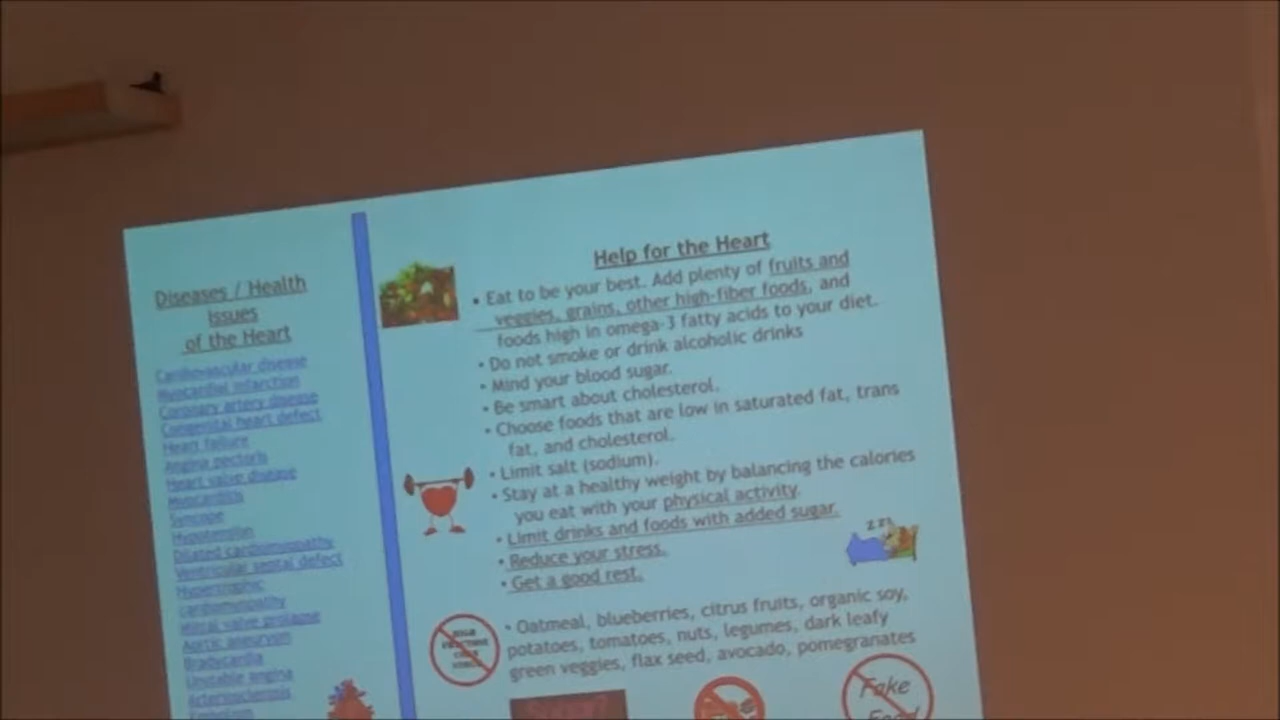 Diseases / Health
Issues
of the Heart
Cardiovascular disease
Myocardial infarction
Coronary artery disease
Congenital heart defect
Heart failure
Angina pectoris
Heart valve disease
Myocarditis
Syncope
Hypotension
Dilated cardiomyopathy
Ventricular septal defect
Hypertrophic
cardiomyopathy
Mitral valve prolapse
Aortic aneurysm
Bradycardia
Unstable angina
Arteriosclerosis
Embolism
Help for the Heart
• Eat to be your best. Add plenty of fruits and
veggies, grains, other high-fiber foods, and
foods high in omega-3 fatty acids to your diet.
• Do not smoke or drink alcoholic drinks
• Mind your blood sugar.
• Be smart about cholesterol.
• Choose foods that are low in saturated fat, trans
fat, and cholesterol.
• Limit salt (sodium).
• Stay at a healthy weight by balancing the calories
you eat with your physical activity.
• Limit drinks and foods with added sugar.
• Reduce your stress.
• Get a good rest.
zzz
• Oatmeal, blueberries, citrus fruits, organic soy,
potatoes, tomatoes, nuts, legumes, dark leafy
green veggies, flax seed, avocado, pomegranates
HIGH
FRUCTOSE
CORN
SYRUP
Fake
Food